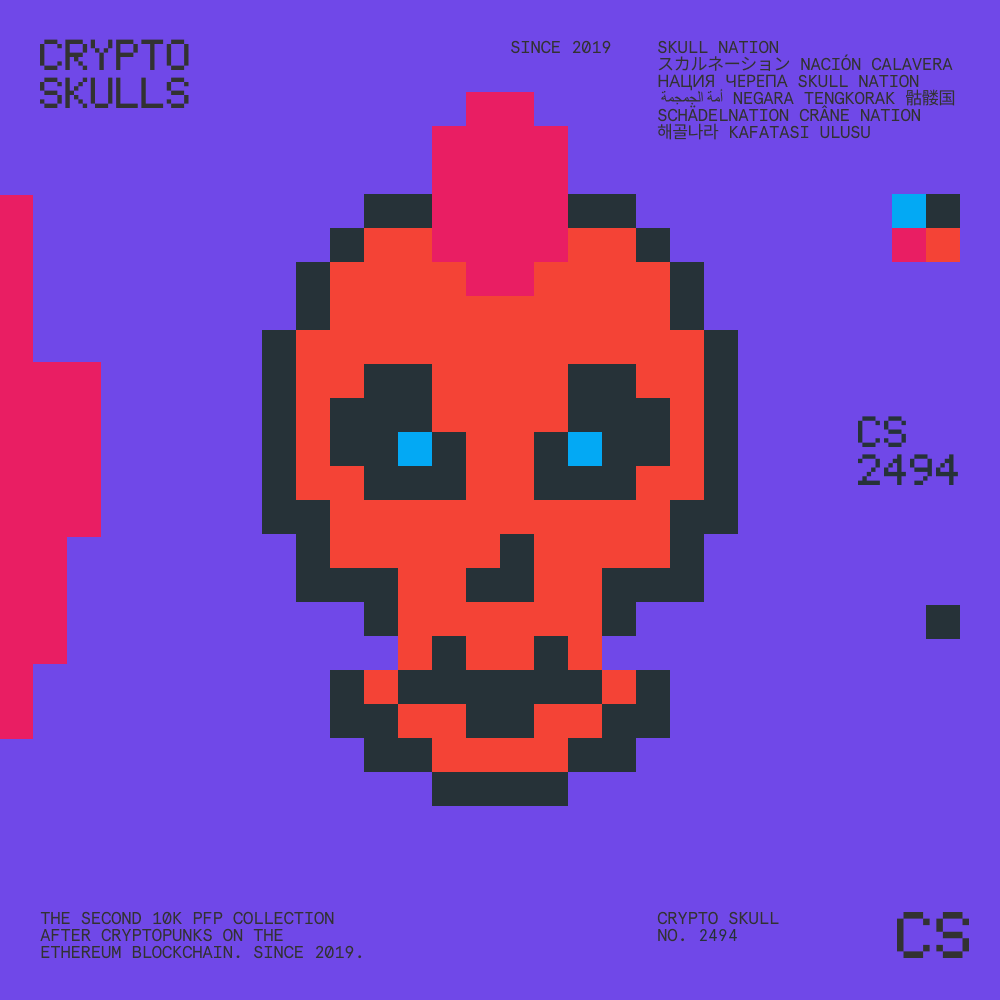 CRYPTO
SKULLS
SINCE 2019
SKULL NATION
スカルネーション NACIÓN CALAVERA
НАЦИЯ ЧЕРЕПА SKULL NATION
أمة الجمجمة NEGARA TENGKORAK 骷髅国
SCHÄDELNATION CRÂNE NATION
해골나라 KAFATASI ULUSU
CS
2494
THE SECOND 10K PFP COLLECTION
AFTER CRYPTOPUNKS ON THE
ETHEREUM BLOCKCHAIN. SINCE 2019.
CRYPTO SKULL
NO. 2494
CS